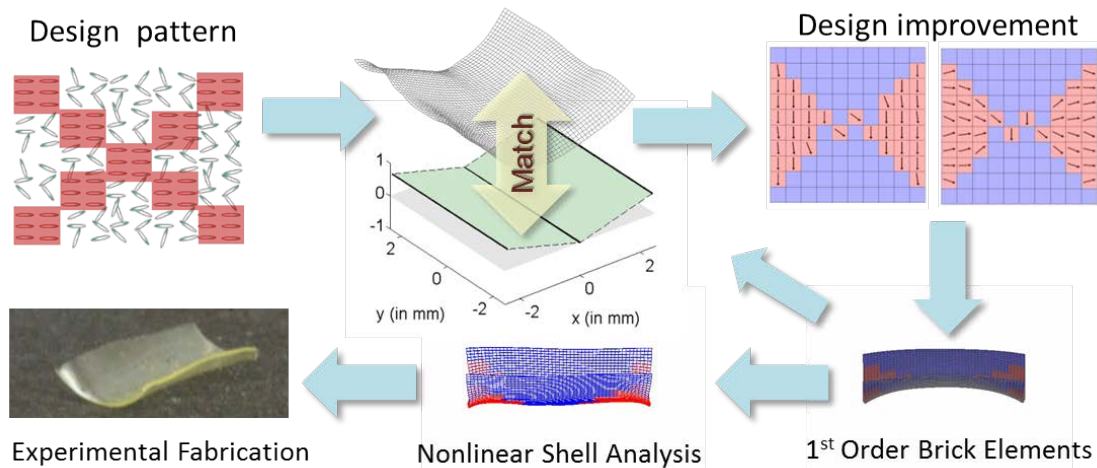 Design pattern
Design improvement
Match
1
0
-1
2
0
-2
y (in mm)
-2
0
2
x (in mm)
Experimental Fabrication
Nonlinear Shell Analysis
1st Order Brick Elements